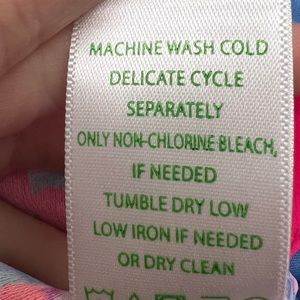 MACHINE WASH COLD
DELICATE CYCLE
SEPARATELY
ONLY NON-CHLORINE BLEACH,
IF NEEDED
TUMBLE DRY LOW
LOW IRON IF NEEDED
OR DRY CLEAN